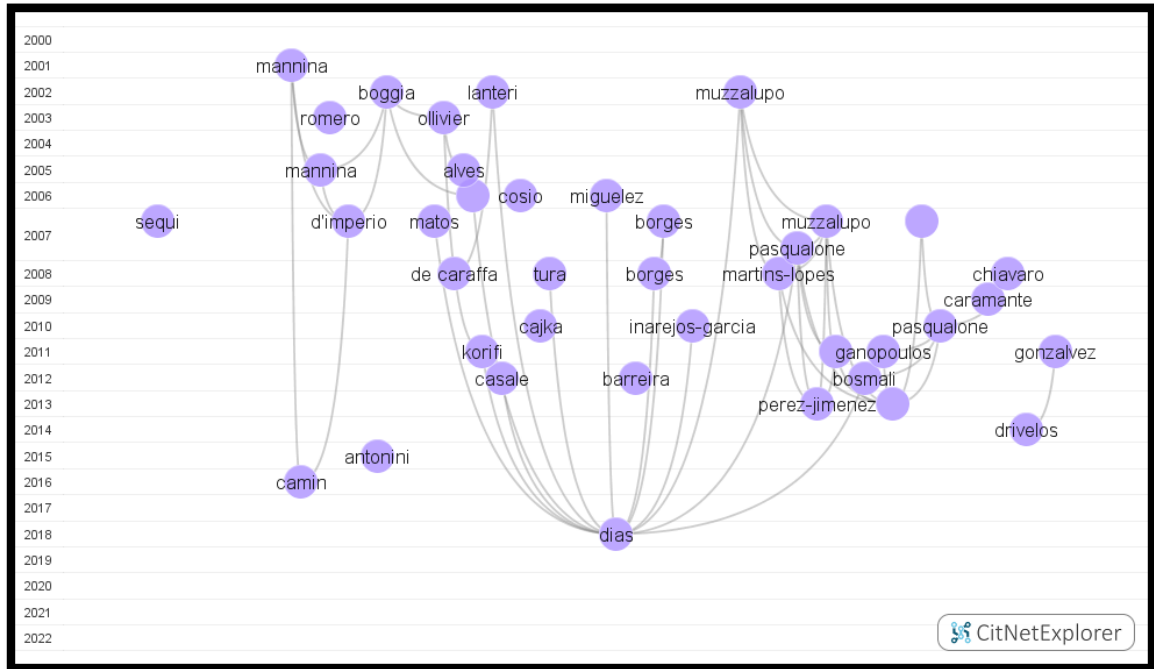 2000
2001
mannina
2002
boggia
lanteri
muzzalupo
2003
romero
ollivier
2004
2005
mannina
alves
2006
cosio
miguelez
sequi
d'imperio
matos
borges
muzzalupo
2007
pasqualone
2008
de caraffa
tura
borges
martins-lopes
chiavaro
2009
caramante
2010
cajka
inarejos-garcia
pasqualone
2011
korifi
ganopoulos
gonzalvez
2012
casale
barreira
bosmali
2013
perez-jimenez
2014
drivelos
2015
antonini
2016
camin
2017
2018
dias
2019
2020
2021
2022
CitNetExplorer